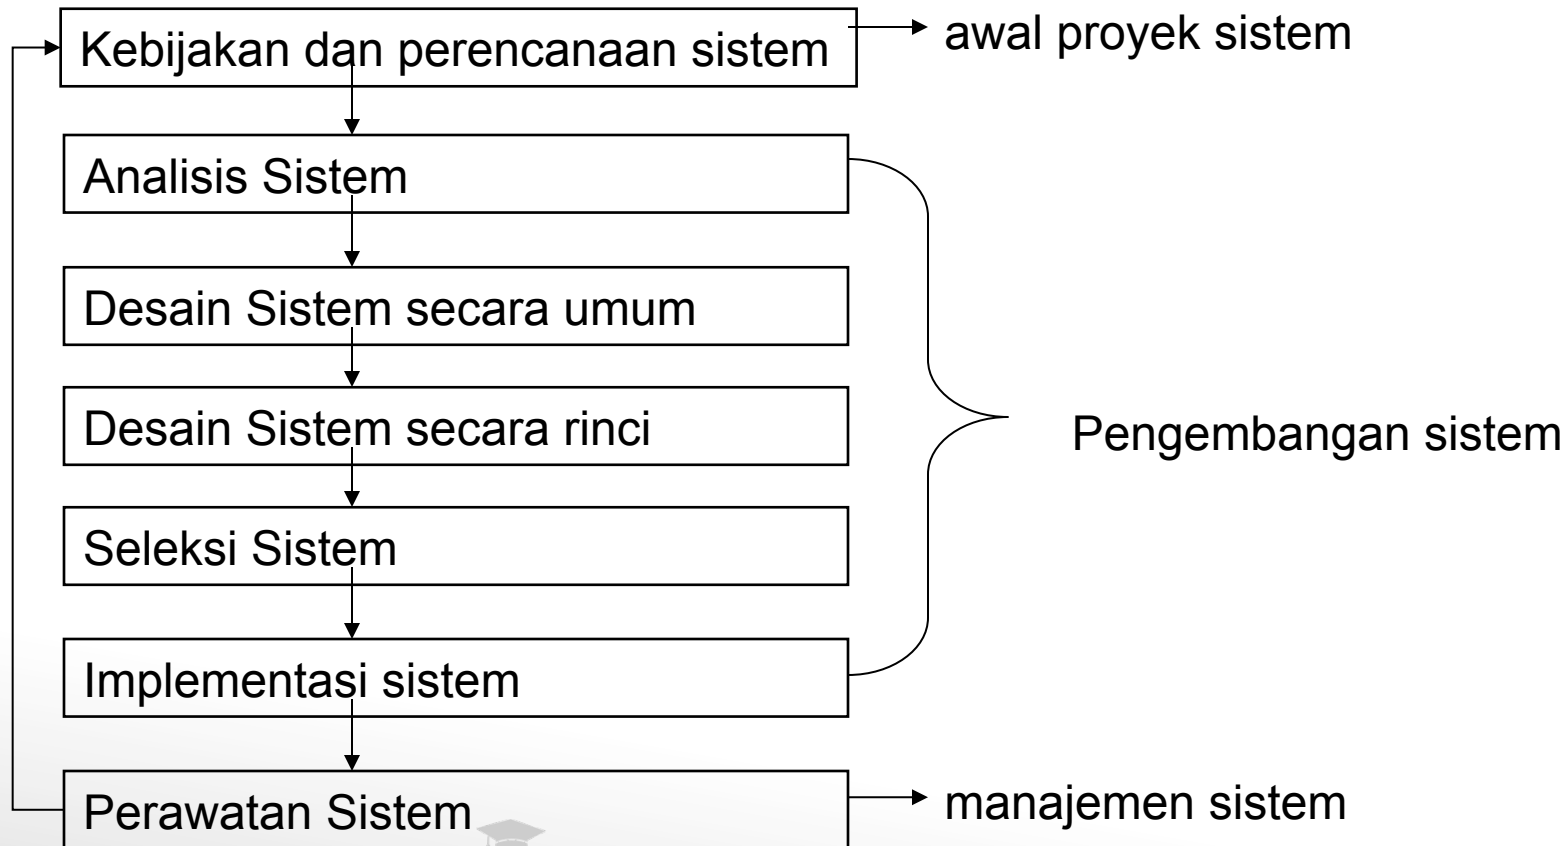 Kebijakan dan perencanaan sistem
awal proyek sistem
Analisis Sistem
Desain Sistem secara umum
Desain Sistem secara rinci
Pengembangan sistem
Seleksi Sistem
Implementasi sistem
Perawatan Sistem
manajemen sistem